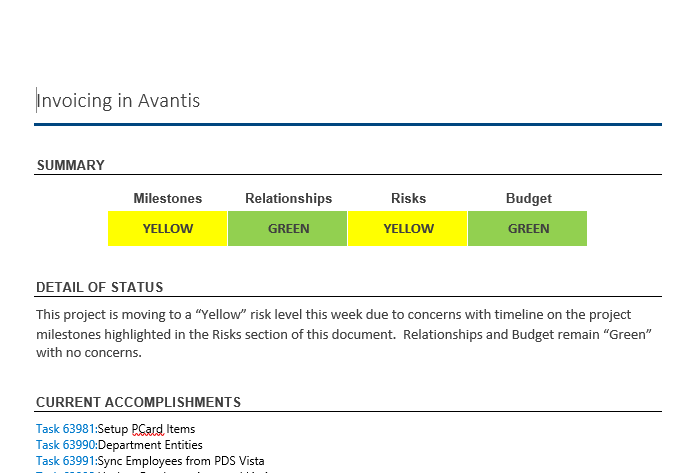 Invoicing in Avantis
SUMMARY
Milestones Relationships Risks Budget
YELLOW GREEN YELLOW GREEN
DETAIL OF STATUS
This project is moving to a “Yellow” risk level this week due to concerns with timeline on the project
milestones highlighted in the Risks section of this document. Relationships and Budget remain “Green”
with no concerns.
CURRENT ACCOMPLISHMENTS
Task 63981:Setup PCard Items
Task 63990:Department Entities
Task 63991:Sync Employees from PDS Vista